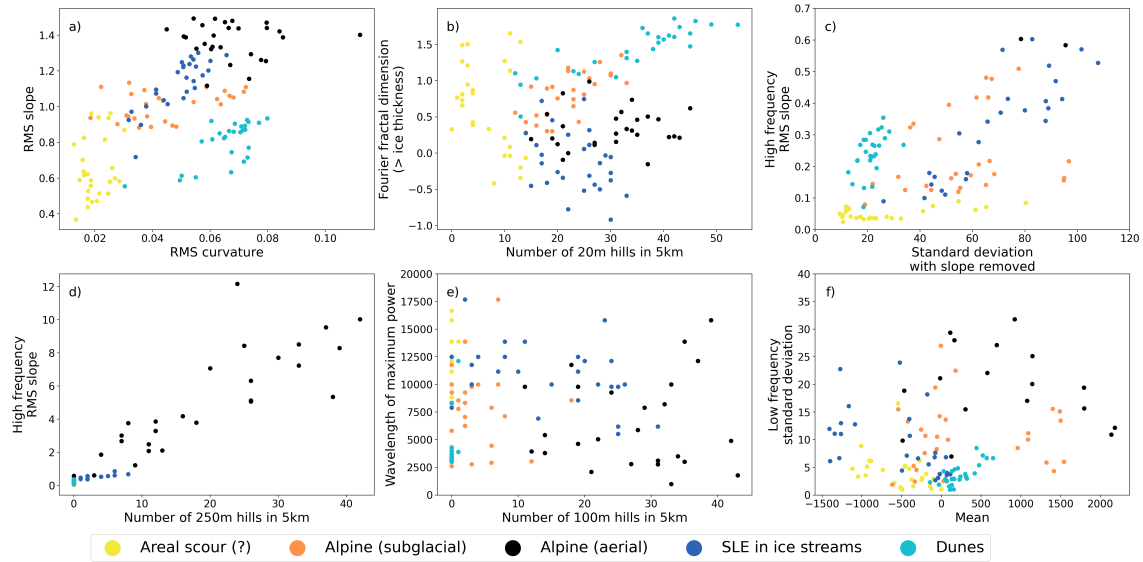 a)
RMS slope
1.4
1.2
1.0
0.8
0.6
0.4
0.02 0.04 0.06 0.08 0.10
RMS curvature
b)
Fourier fractal dimension
(> ice thickness)
1.5
1.0
0.5
0.0
−0.5
−1.0
0 10 20 30 40 50
Number of 20m hills in 5km
c)
High frequency
RMS slope
0.7
0.6
0.5
0.4
0.3
0.2
0.1
0.0
0 20 40 60 80 100 120
Standard deviation
with slope removed
d)
High frequency
RMS slope
12
10
8
6
4
2
0
0 10 20 30 40
Number of 250m hills in 5km
e)
Wavelength of maximum power
20000
17500
15000
12500
10000
7500
5000
2500
0
0 10 20 30 40
Number of 100m hills in 5km
f)
Low frequency
standard deviation
40
35
30
25
20
15
10
5
0
−1500 −1000 −500 0 500 1000 1500 2000
Mean
Areal scour (?) Alpine (subglacial) Alpine (aerial) SLE in ice streams Dunes